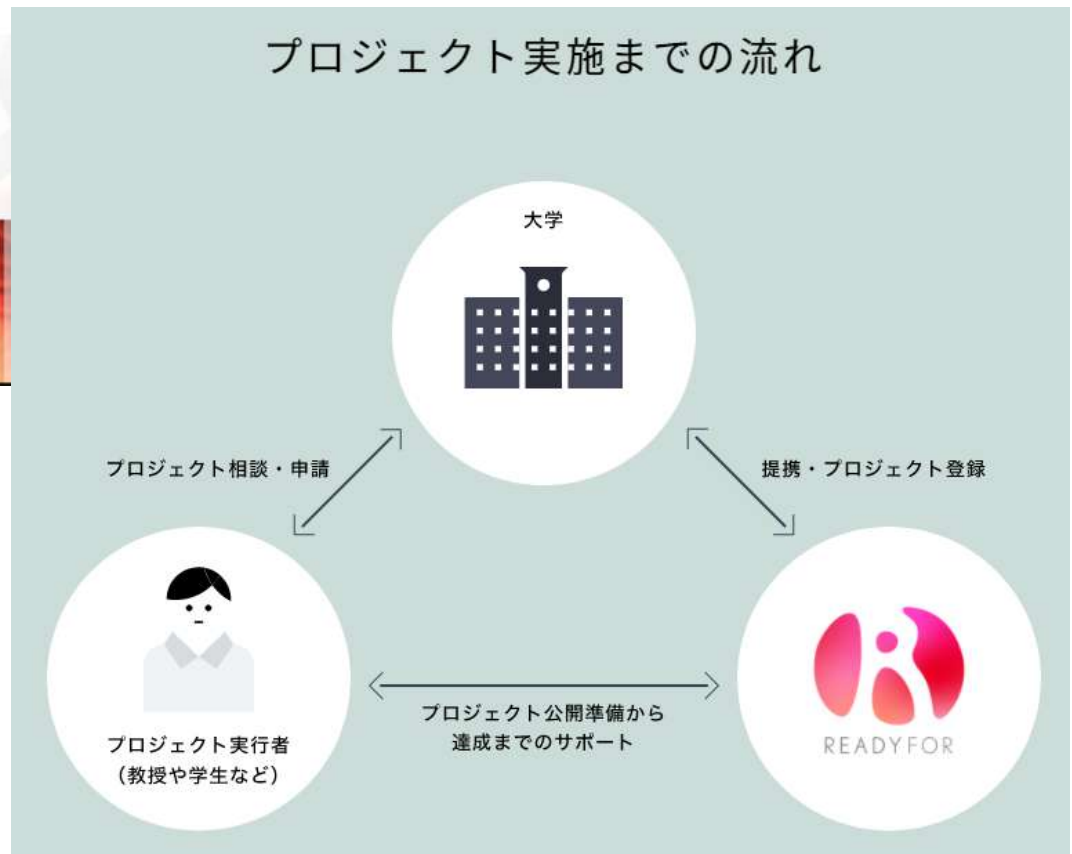 プロジェクト実施までの流れ
大学
プロジェクト相談・申請
提携・プロジェクト登録
プロジェクト実行者
（教授や学生など）
プロジェクト公開準備から
達成までのサポート
READYFOR